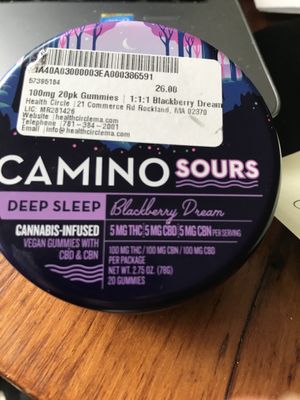 1A40A03000003EA000386591
57395184
26.00
100mg 20pk Gummies | 1:1:1 Blackberry Dream
Health Circle | 21 Commerce Rd Rockland, MA 02370
LIC: MR281426
Website | healthcirclema.com
Telephone | 781-384-2001
Email | info@healthcirclema.com
CAMINO SOURS
DEEP SLEEP
Blackberry Dream
CANNABIS-INFUSED
VEGAN GUMMIES WITH
CBD & CBN
5 MG THC | 5 MG CBD | 5 MG CBN PER SERVING
100 MG THC / 100 MG CBN / 100 MG CBD
PER PACKAGE
NET WT. 2.75 OZ. (78G)
20 GUMMIES